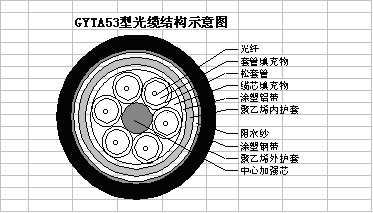 GYTA53型光缆结构示意图
光纤
套管填充物
松套管
缆芯填充物
涂塑铝带
聚乙烯内护套
阻水纱
涂塑钢带
聚乙烯外护套
中心加强芯